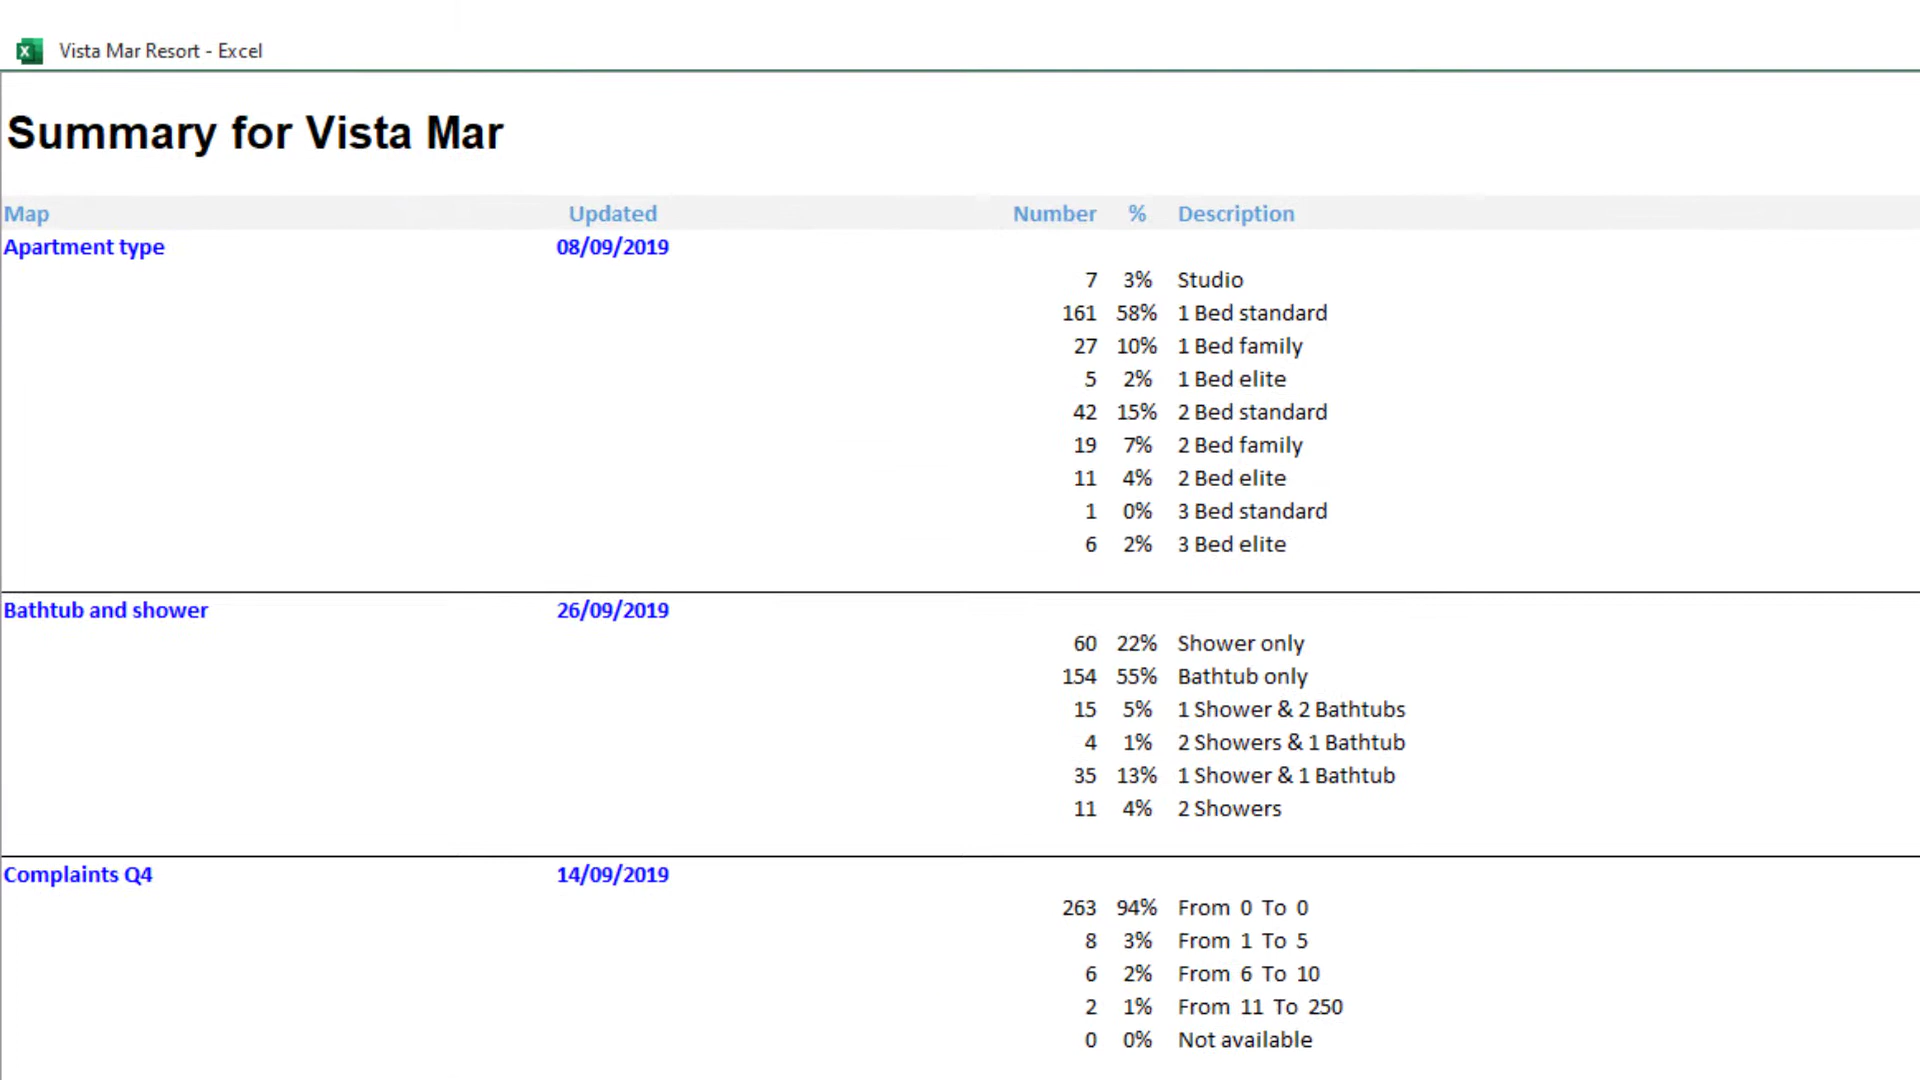 Vista Mar Resort - Excel
Summary for Vista Mar
Map Updated Number % Description
Apartment type 08/09/2019
7 3% Studio
161 58% 1 Bed standard
27 10% 1 Bed family
5 2% 1 Bed elite
42 15% 2 Bed standard
19 7% 2 Bed family
11 4% 2 Bed elite
1 0% 3 Bed standard
6 2% 3 Bed elite
Bathtub and shower 26/09/2019
60 22% Shower only
154 55% Bathtub only
15 5% 1 Shower & 2 Bathtubs
4 1% 2 Showers & 1 Bathtub
35 13% 1 Shower & 1 Bathtub
11 4% 2 Showers
Complaints Q4 14/09/2019
263 94% From 0 To 0
8 3% From 1 To 5
6 2% From 6 To 10
2 1% From 11 To 250
0 0% Not available